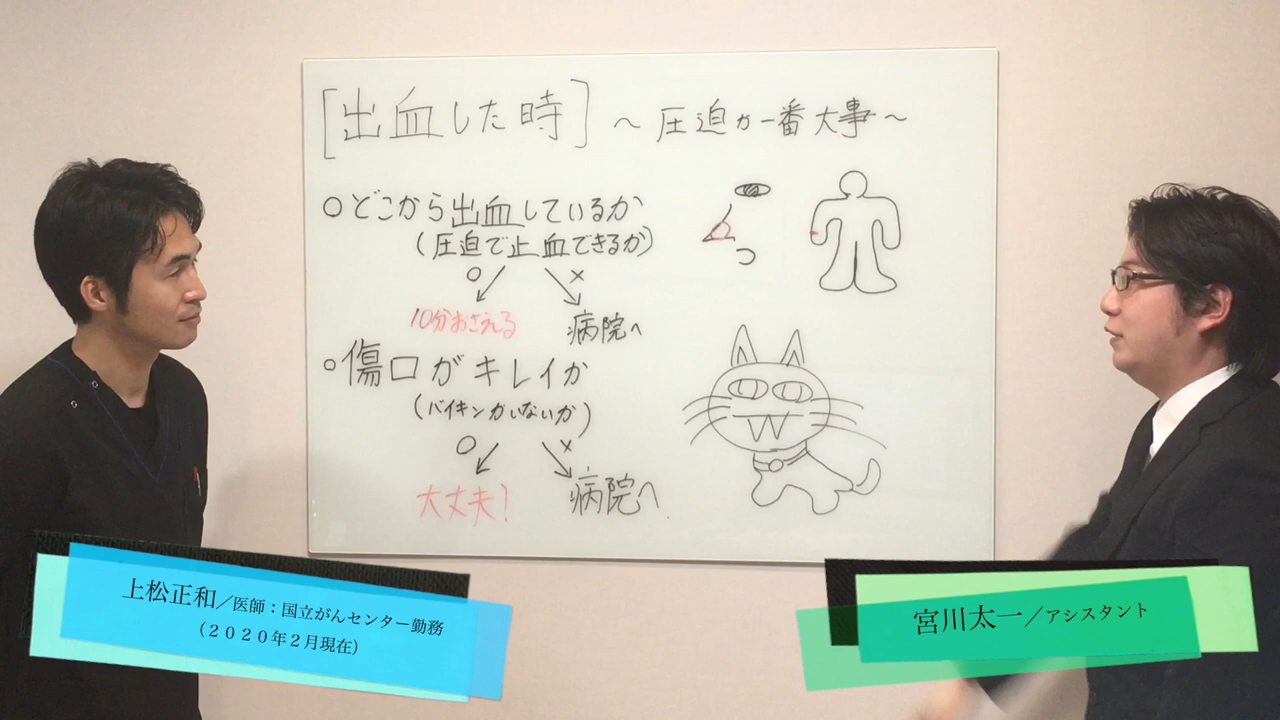 [出血した時] ～圧迫が一番大事～
○どこから出血しているか
(圧迫で止血できるか)
○ ×
10分おさえる 病院へ
○傷口がキレイか
(バイキンがいないか)
○ ×
大丈夫! 病院へ
上松正和／医師：国立がんセンター勤務
（２０２０年２月現在）
宮川太一／アシスタント